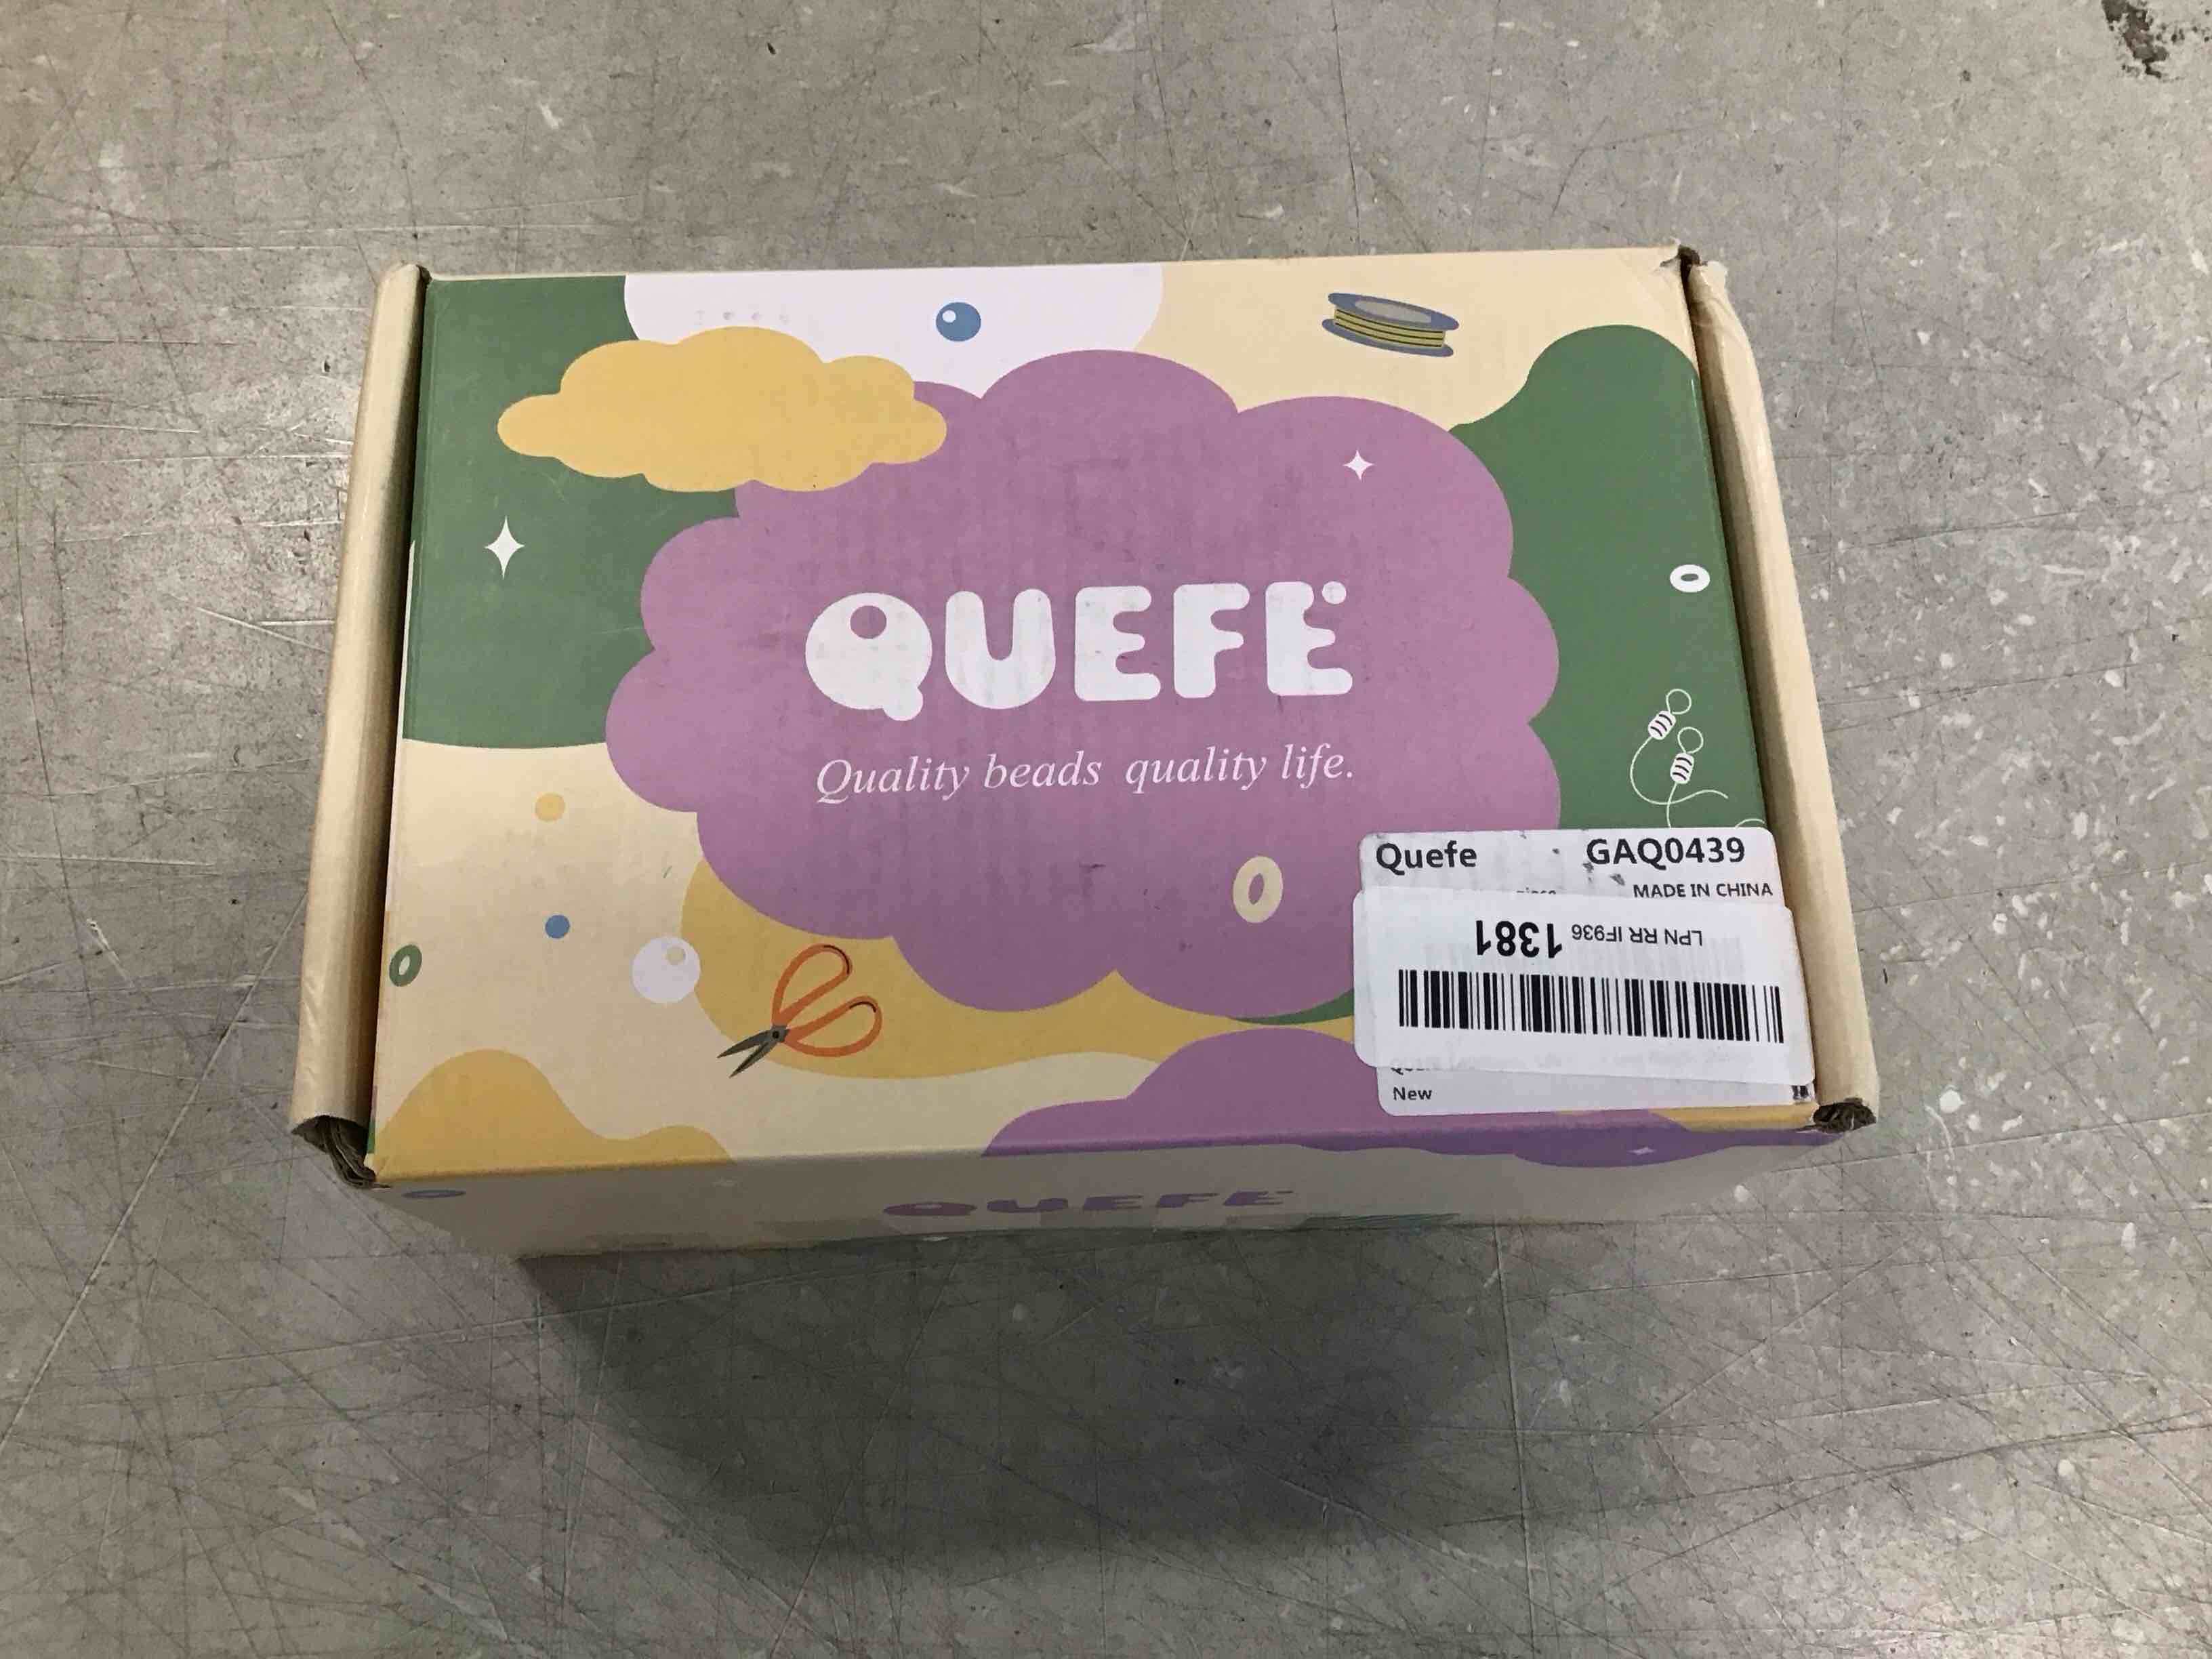 QUEFE
Quality beads quality life.
Quefe GAQ0439
MADE IN CHINA
LPN RR IF936 1381
New
QUEFE